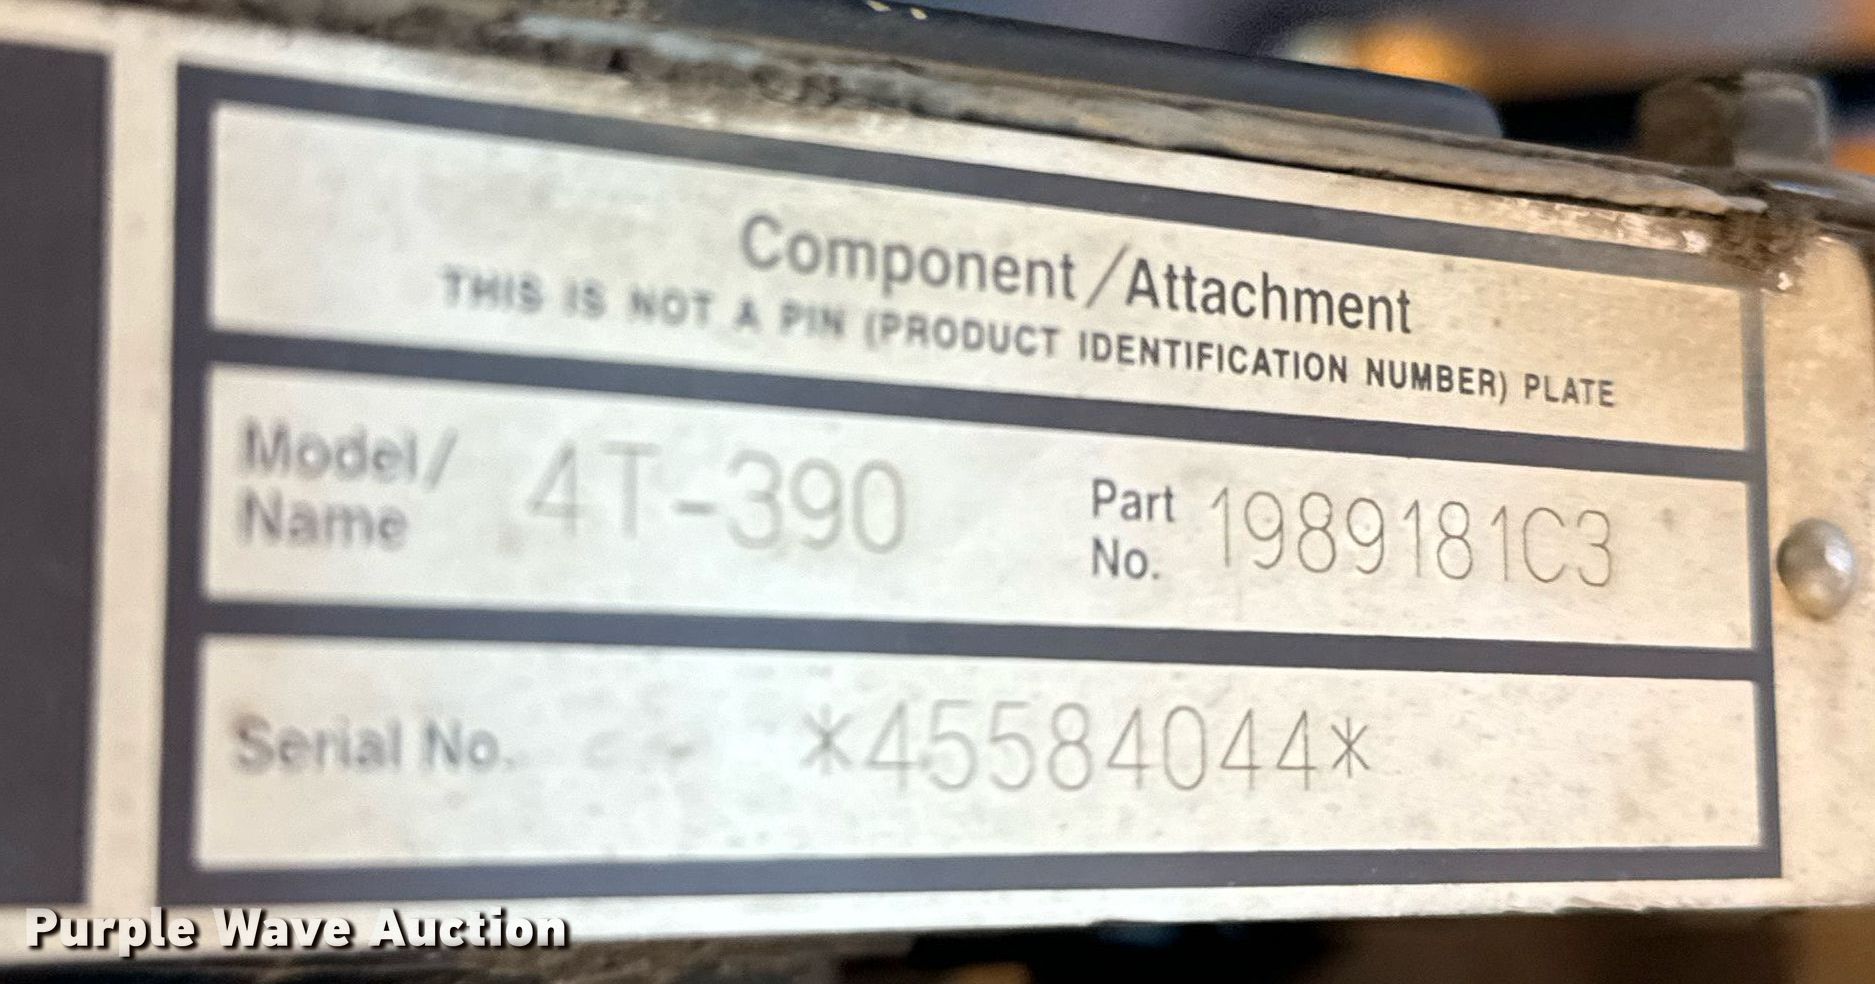 Component/Attachment
THIS IS NOT A PIN (PRODUCT IDENTIFICATION NUMBER) PLATE
Model/
Name
4T-390
Part
No.
1989181C3
Serial No.
*45584044*
Purple Wave Auction